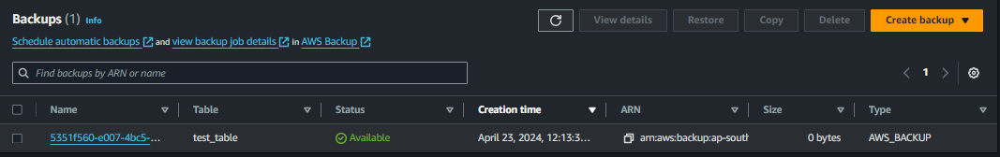 Backups (1) Info
View details
Restore
Copy
Delete
Create backup
Schedule automatic backups and view backup job details in AWS Backup
Find backups by ARN or name
1
Name Table Status Creation time ARN Size Type
5351f560-e007-4bc5-... test_table Available April 23, 2024, 12:13:3... arn:aws:backup:ap-south 0 bytes AWS_BACKUP